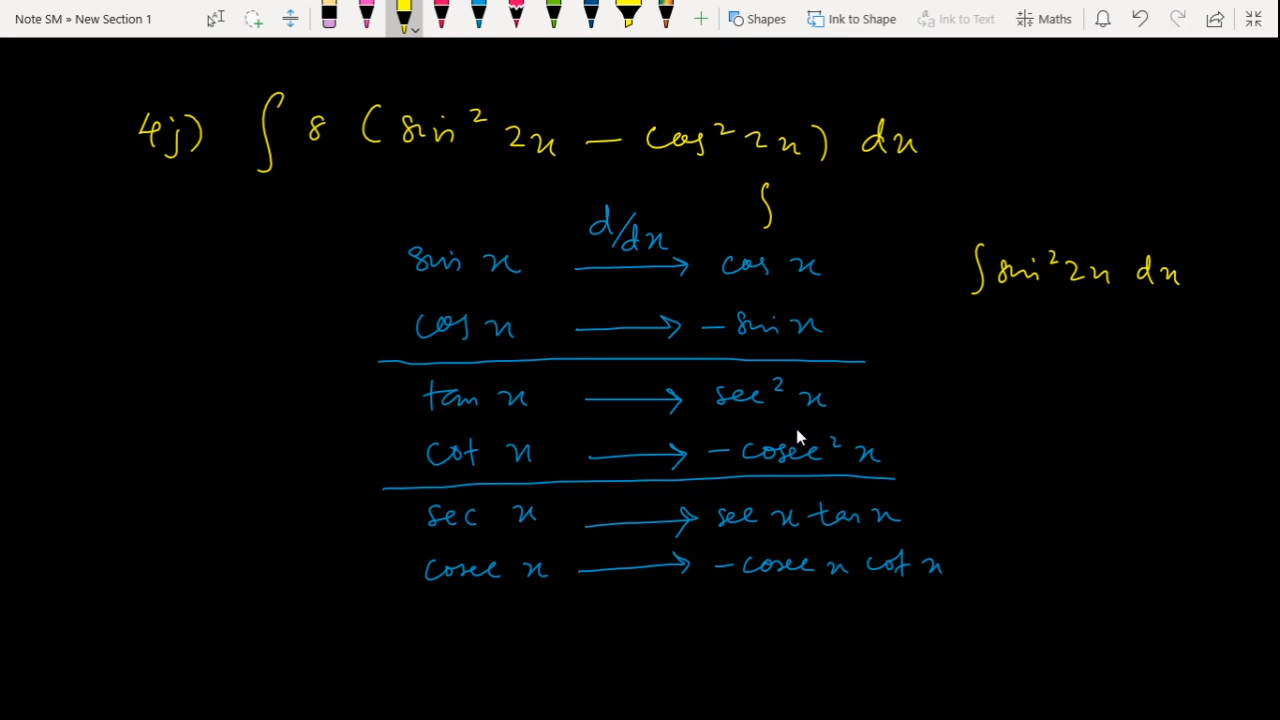 Note SM » New Section 1
Shapes
Ink to Shape
Ink to Text
Maths
4j) ∫ 8 (sin² 2x – cos² 2x) dx
∫
d/dx
sin x → cos x
∫ sin² 2x dx
cos x → – sin x
tan x → sec² x
cot x → – cosec² x
sec x → sec x tan x
cosec x → – cosec x cot x